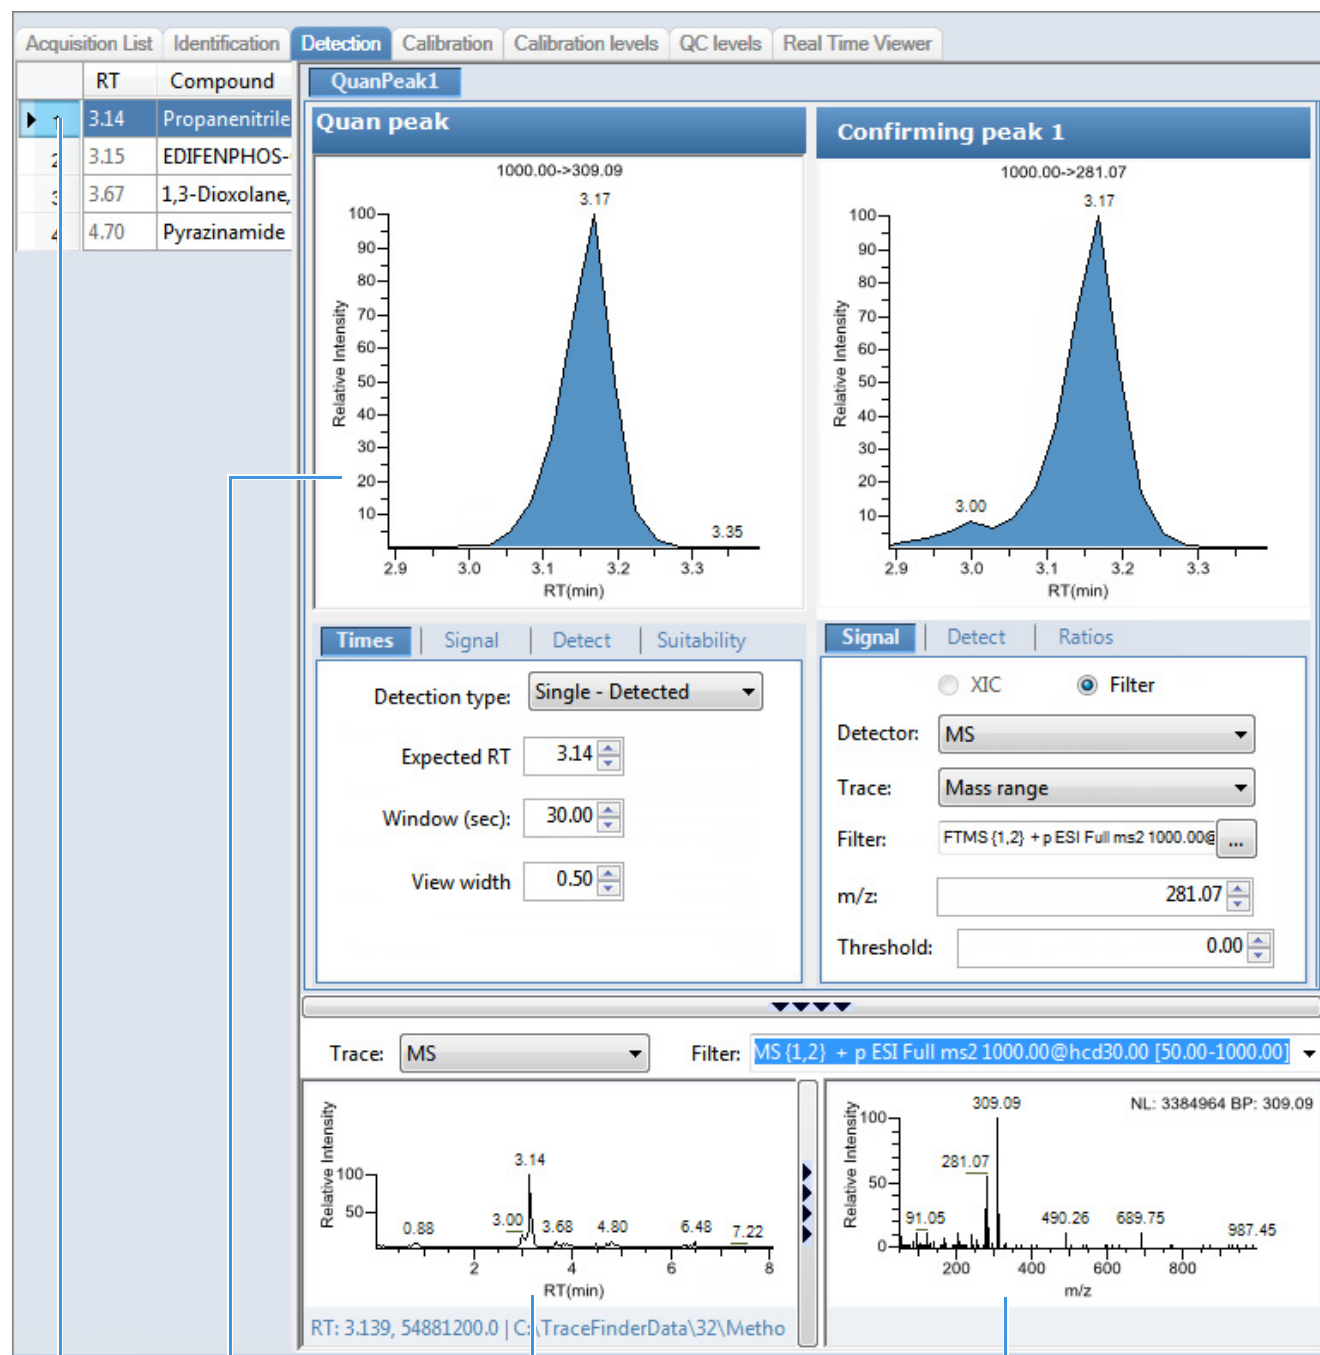 Acquisition List Identification Detection Calibration Calibration levels QC levels Real Time Viewer
RT Compound
1 3.14 Propanenitrile
2 3.15 EDIFENPHOS-
3 3.67 1,3-Dioxolane,
4 4.70 Pyrazinamide
QuanPeak1
Quan peak
1000.00->309.09
3.17
100
90
80
70
60
50
40
30
20
10
Relative Intensity
3.35
2.9 3.0 3.1 3.2 3.3
RT(min)
Confirming peak 1
1000.00->281.07
3.17
100
90
80
70
60
50
40
30
20
10
Relative Intensity
3.00
2.9 3.0 3.1 3.2 3.3
RT(min)
Times Signal Detect Suitability
Detection type: Single - Detected
Expected RT 3.14
Window (sec): 30.00
View width 0.50
Signal Detect Ratios
XIC Filter
Detector: MS
Trace: Mass range
Filter: FTMS {1,2} + p ESI Full ms2 1000.00@ ...
m/z: 281.07
Threshold: 0.00
Trace: MS Filter: MS {1,2} + p ESI Full ms2 1000.00@hcd30.00 [50.00-1000.00]
Relative Intensity
100
50
3.14
0.88 3.00 3.68 4.80 6.48 7.22
2 4 6 8
RT(min)
RT: 3.139, 54881200.0 | C:\TraceFinderData\32\Metho
NL: 3384964 BP: 309.09
Relative Intensity
100
50
0
309.09
281.07
91.05 490.26 689.75 987.45
200 400 600 800
m/z